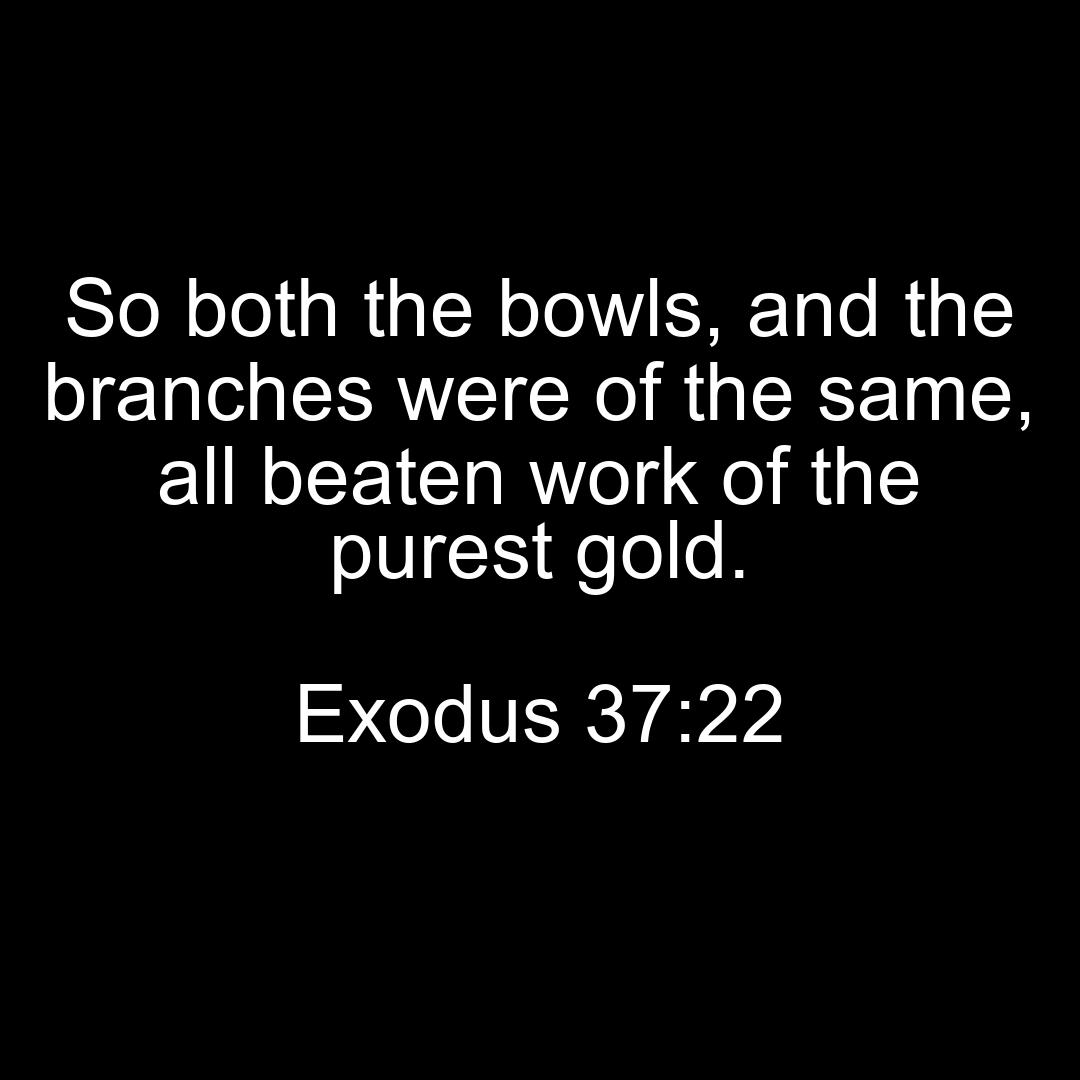 So both the bowls, and the
branches were of the same,
all beaten work of the
purest gold.
Exodus 37:22